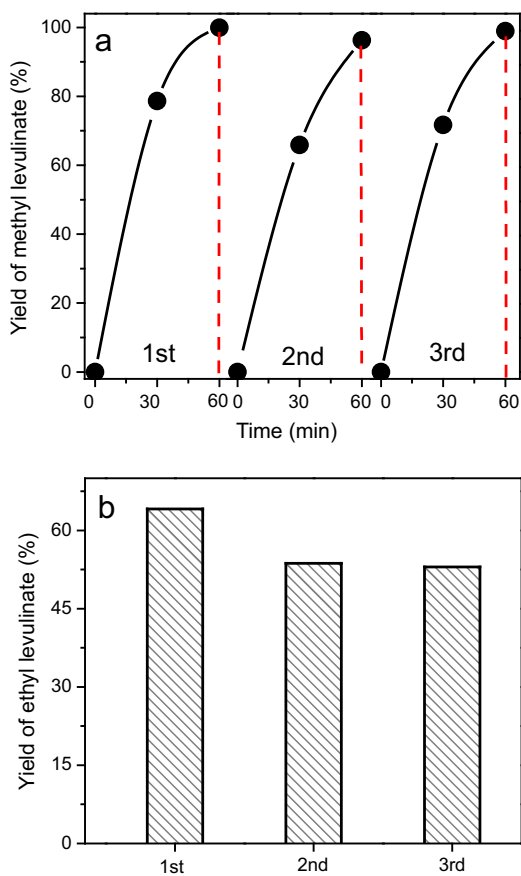 a
Yield of methyl levulinate (%)
100
80
60
40
20
0
1st 2nd 3rd
0 30 60 0 30 60 0 30 60
Time (min)
b
Yield of ethyl levulinate (%)
60
45
30
15
0
1st 2nd 3rd